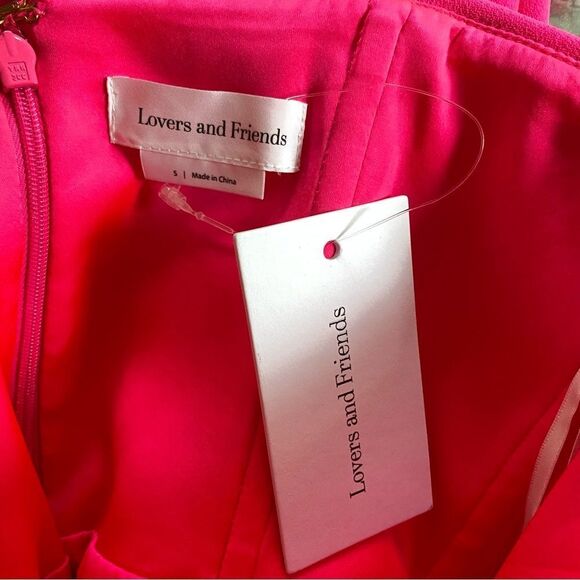 Lovers and Friends
S | Made in China
Lovers and Friends